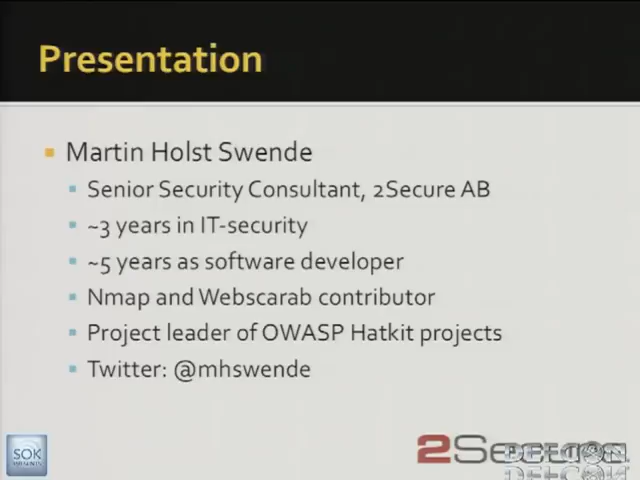 Presentation
Martin Holst Swende
Senior Security Consultant, 2Secure AB
~3 years in IT-security
~5 years as software developer
Nmap and Webscarab contributor
Project leader of OWASP Hatkit projects
Twitter: @mhswende
SOK